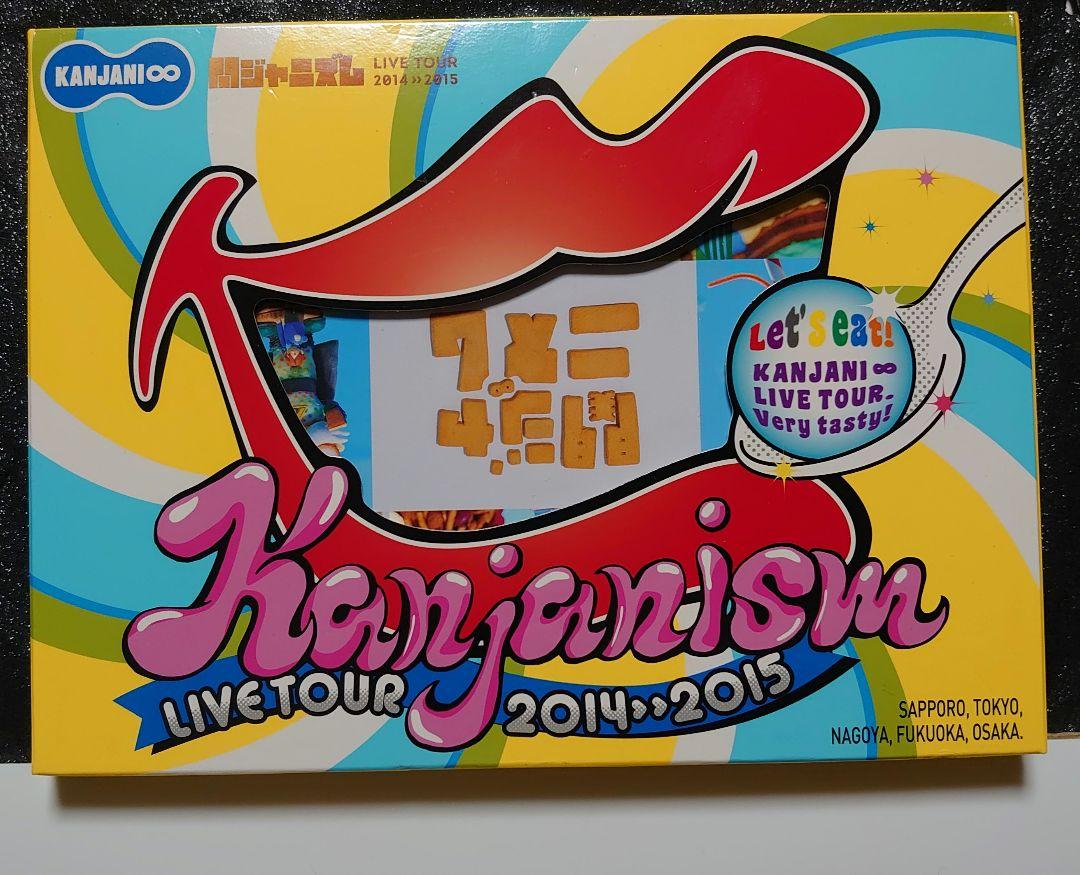 KANJANI∞
関ジャニズム
LIVE TOUR
2014»2015
Let's eat!
KANJANI∞
LIVE TOUR.
Very tasty!
Kanjanism
LIVE TOUR 2014»2015
SAPPORO, TOKYO,
NAGOYA, FUKUOKA, OSAKA.